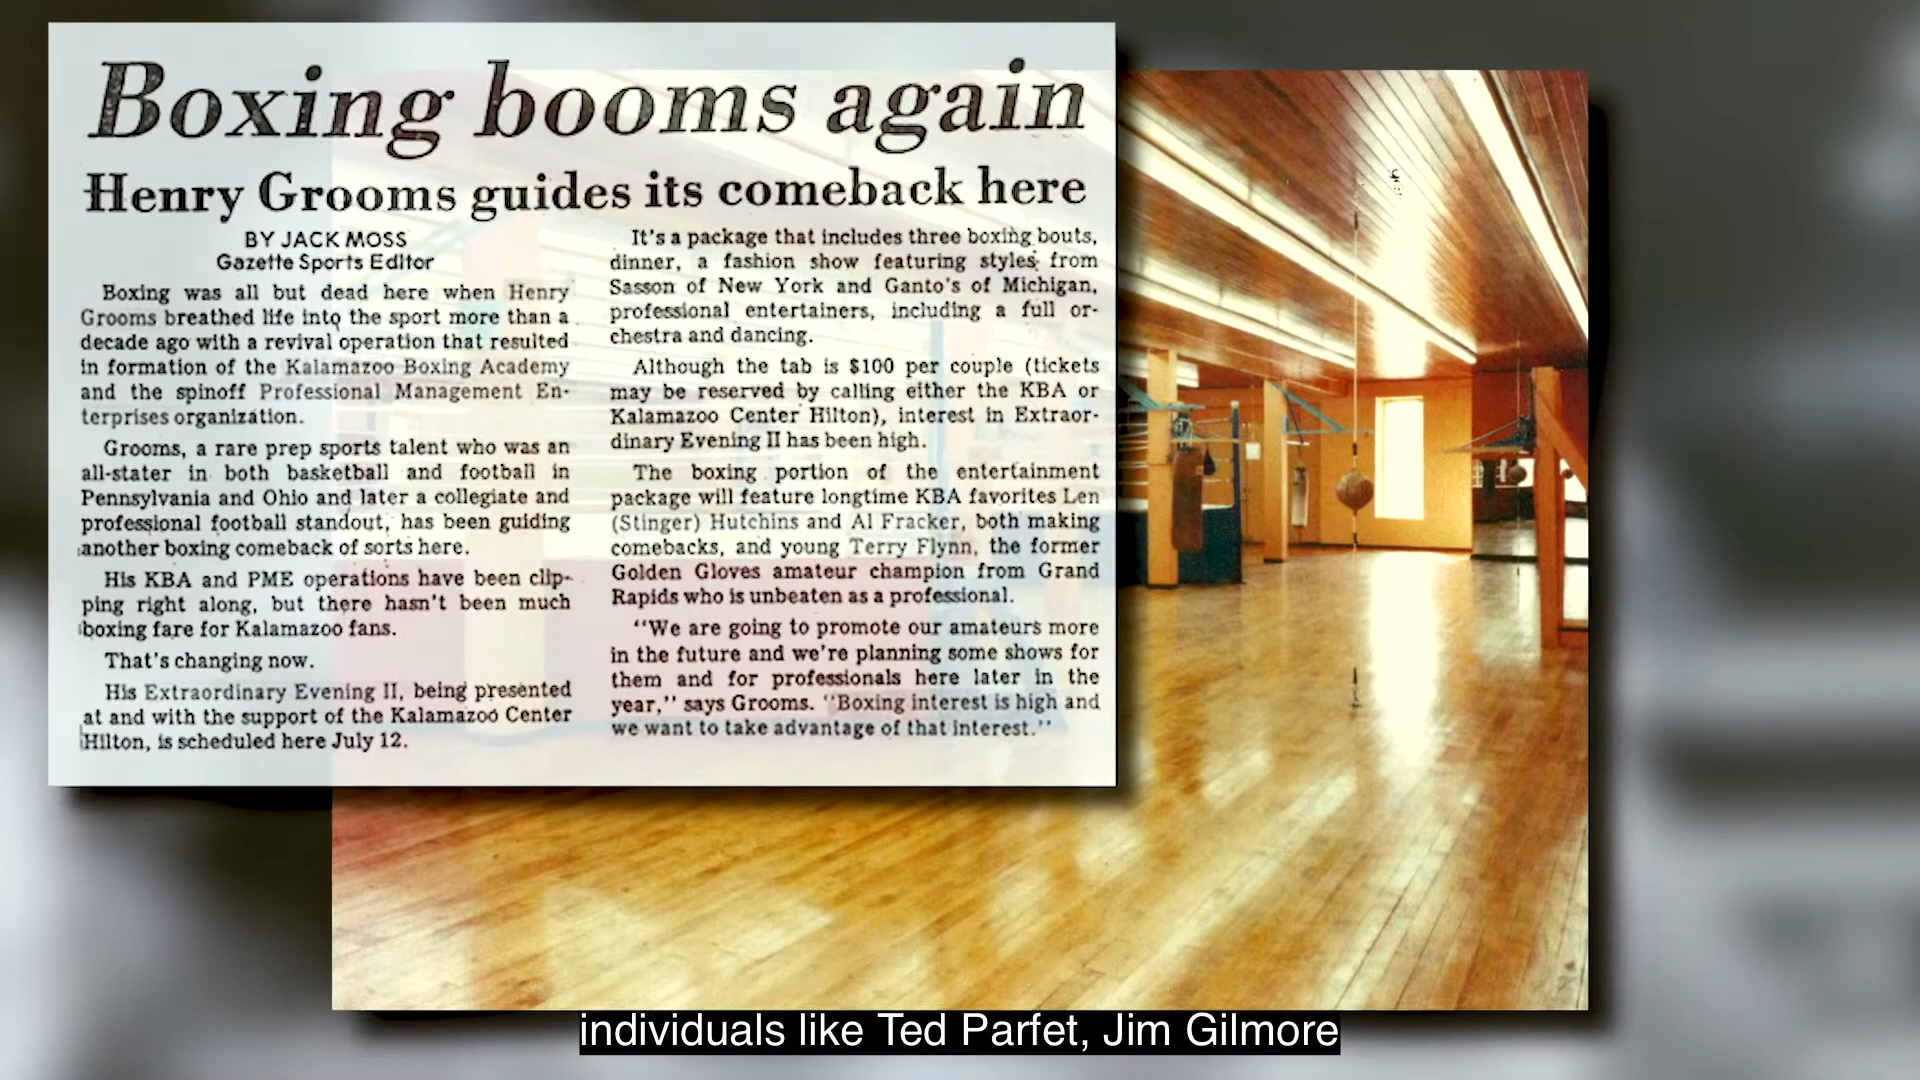 Boxing booms again
Henry Grooms guides its comeback here
BY JACK MOSS
Gazette Sports Editor
Boxing was all but dead here when Henry
Grooms breathed life into the sport more than a
decade ago with a revival operation that resulted
in formation of the Kalamazoo Boxing Academy
and the spinoff Professional Management En-
terprises organization.
Grooms, a rare prep sports talent who was an
all-stater in both basketball and football in
Pennsylvania and Ohio and later a collegiate and
professional football standout, has been guiding
another boxing comeback of sorts here.
His KBA and PME operations have been clip-
ping right along, but there hasn't been much
boxing fare for Kalamazoo fans.
That's changing now.
His Extraordinary Evening II, being presented
at and with the support of the Kalamazoo Center
Hilton, is scheduled here July 12.
It's a package that includes three boxing bouts,
dinner, a fashion show featuring styles from
Sasson of New York and Ganto's of Michigan,
professional entertainers, including a full or-
chestra and dancing.
Although the tab is $100 per couple (tickets
may be reserved by calling either the KBA or
Kalamazoo Center Hilton), interest in Extraor-
dinary Evening II has been high.
The boxing portion of the entertainment
package will feature longtime KBA favorites Len
(Stinger) Hutchins and Al Fracker, both making
comebacks, and young Terry Flynn, the former
Golden Gloves amateur champion from Grand
Rapids who is unbeaten as a professional.
"We are going to promote our amateurs more
in the future and we're planning some shows for
them and for professionals here later in the
year," says Grooms. "Boxing interest is high and
we want to take advantage of that interest."
individuals like Ted Parfet, Jim Gilmore